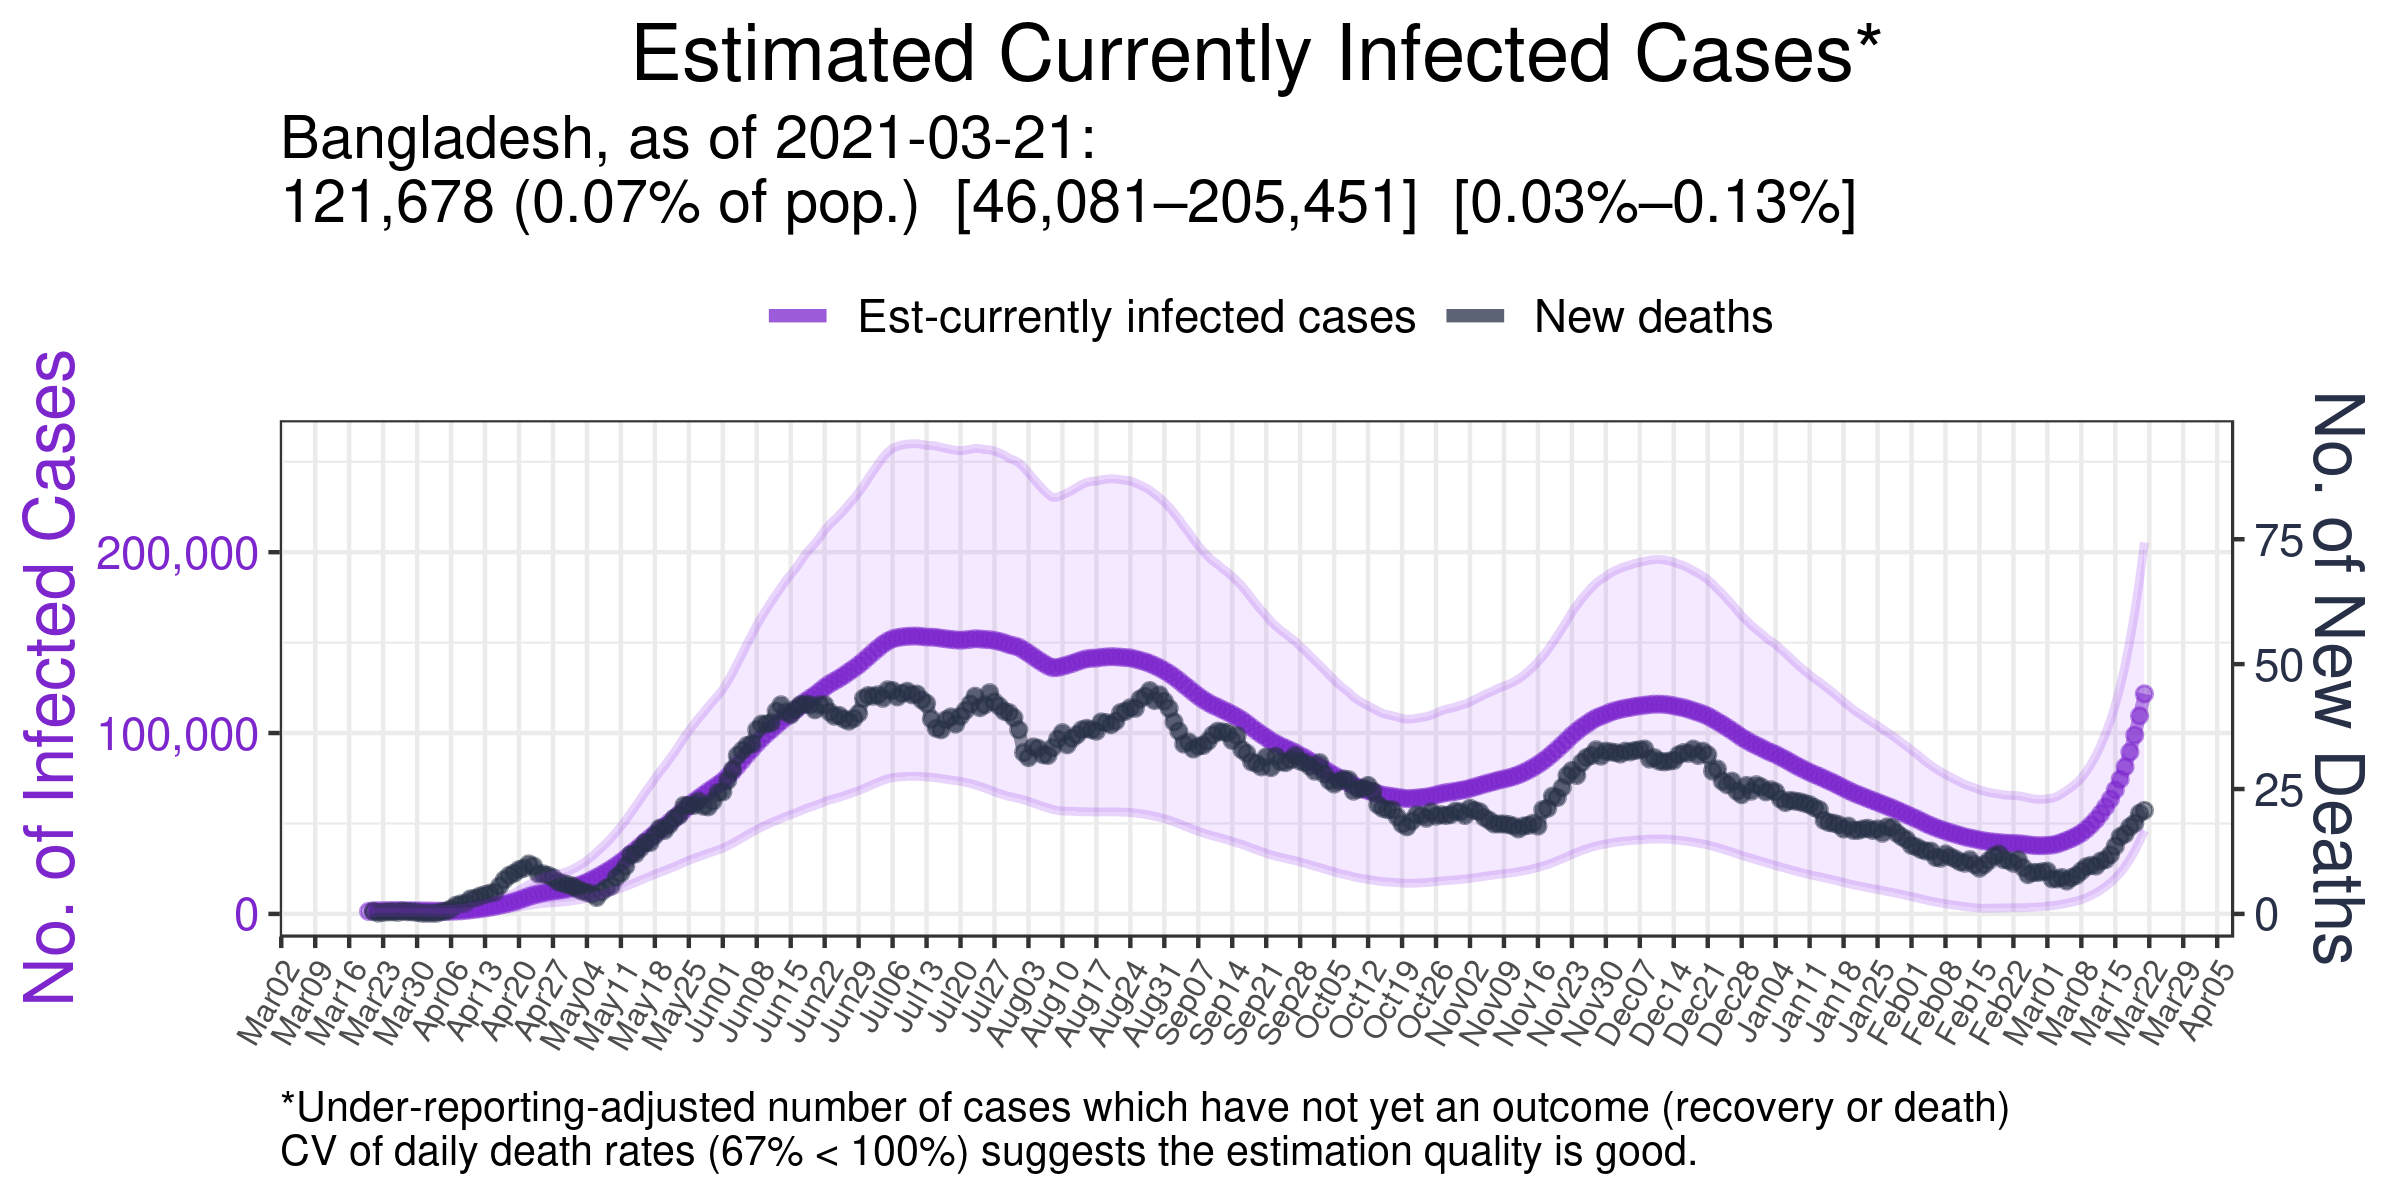 Estimated Currently Infected Cases*
Bangladesh, as of 2021-03-21:
121,678 (0.07% of pop.) [46,081–205,451] [0.03%–0.13%]
Est-currently infected cases
New deaths
No. of Infected Cases
200,000
100,000
0
No. of New Deaths
75
50
25
0
Mar02
Mar09
Mar16
Mar23
Mar30
Apr06
Apr13
Apr20
Apr27
May04
May11
May18
May25
Jun01
Jun08
Jun15
Jun22
Jun29
Jul06
Jul13
Jul20
Jul27
Aug03
Aug10
Aug17
Aug24
Aug31
Sep07
Sep14
Sep21
Sep28
Oct05
Oct12
Oct19
Oct26
Nov02
Nov09
Nov16
Nov23
Nov30
Dec07
Dec14
Dec21
Dec28
Jan04
Jan11
Jan18
Jan25
Feb01
Feb08
Feb15
Feb22
Mar01
Mar08
Mar15
Mar22
Mar29
Apr05
*Under-reporting-adjusted number of cases which have not yet an outcome (recovery or death)
CV of daily death rates (67% < 100%) suggests the estimation quality is good.